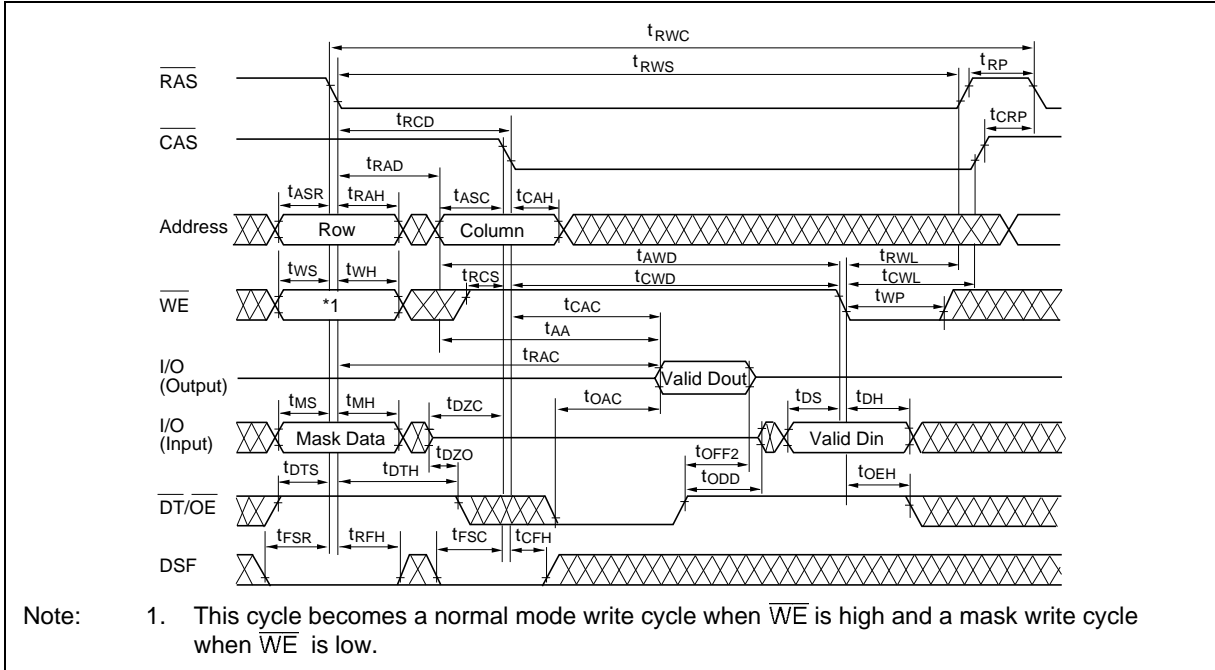 tRWC
tRWS tRP
RAS
tRCD tCRP
CAS
tRAD
tASR tRAH tASC tCAH
Address Row Column
tAWD tRWL
tWS tWH tRCS tCWD tCWL
WE *1 tWP
tCAC
tAA
tRAC
I/O
(Output) Valid Dout
tMS tMH tDZC tOAC tDS tDH
I/O
(Input) Mask Data Valid Din
tDZO tOFF2
tDTS tDTH tODD tOEH
DT/OE
tFSR tRFH tFSC tCFH
DSF
Note: 1. This cycle becomes a normal mode write cycle when WE is high and a mask write cycle
when WE is low.